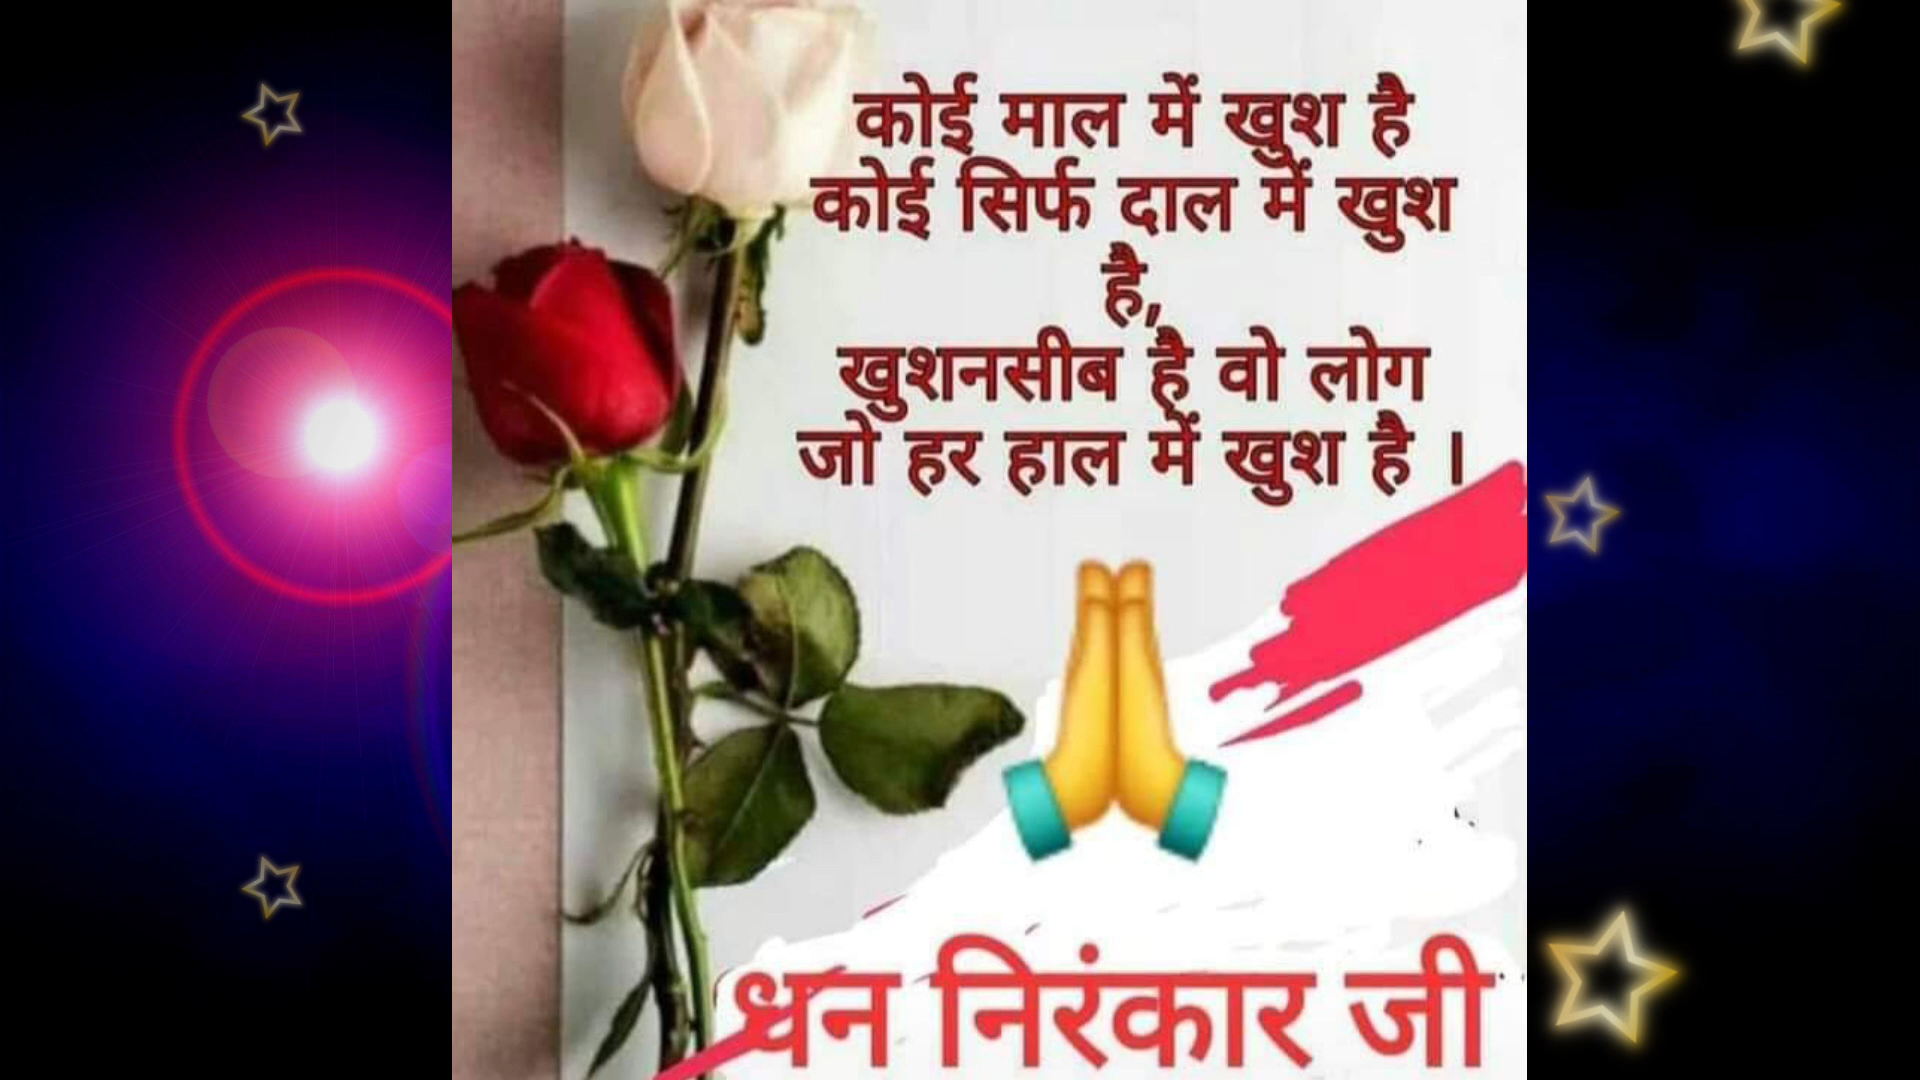 कोई माल में खुश है
कोई सिर्फ दाल में खुश
है,
खुशनसीब है वो लोग
जो हर हाल में खुश है ।
धन निरंकार जी